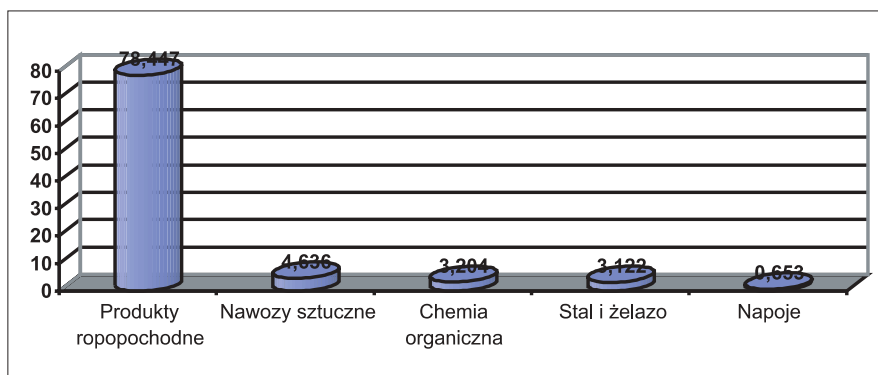 78,447
80
70
60
50
40
30
20
10
0
4,636
3,204
3,122
0,653
Produkty
ropopochodne
Nawozy sztuczne
Chemia
organiczna
Stal i żelazo
Napoje